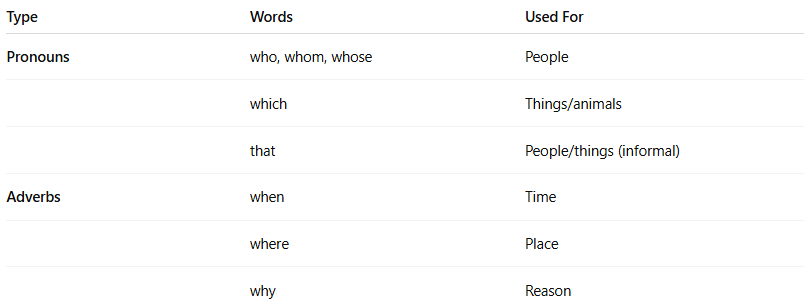 Type Words Used For
Pronouns who, whom, whose People
which Things/animals
that People/things (informal)
Adverbs when Time
where Place
why Reason